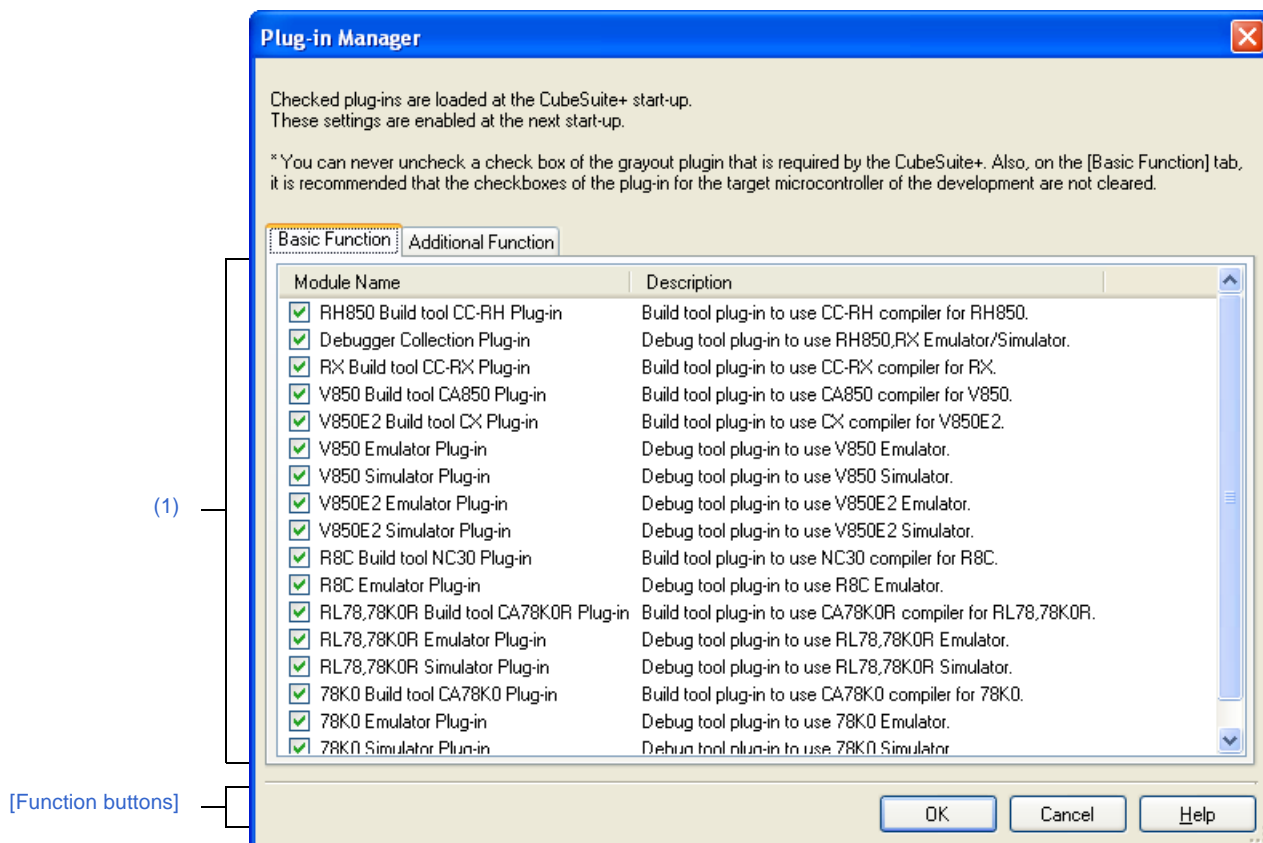 Plug-in Manager
Checked plug-ins are loaded at the CubeSuite+ start-up.
These settings are enabled at the next start-up.
* You can never uncheck a check box of the grayout plugin that is required by the CubeSuite+. Also, on the [Basic Function] tab,
it is recommended that the checkboxes of the plug-in for the target microcontroller of the development are not cleared.
Basic Function Additional Function
Module Name Description
RH850 Build tool CC-RH Plug-in Build tool plug-in to use CC-RH compiler for RH850.
Debugger Collection Plug-in Debug tool plug-in to use RH850,RX Emulator/Simulator.
RX Build tool CC-RX Plug-in Build tool plug-in to use CC-RX compiler for RX.
V850 Build tool CA850 Plug-in Build tool plug-in to use CA850 compiler for V850.
V850E2 Build tool CX Plug-in Build tool plug-in to use CX compiler for V850E2.
V850 Emulator Plug-in Debug tool plug-in to use V850 Emulator.
V850 Simulator Plug-in Debug tool plug-in to use V850 Simulator.
(1) V850E2 Emulator Plug-in Debug tool plug-in to use V850E2 Emulator.
V850E2 Simulator Plug-in Debug tool plug-in to use V850E2 Simulator.
R8C Build tool NC30 Plug-in Build tool plug-in to use NC30 compiler for R8C.
R8C Emulator Plug-in Debug tool plug-in to use R8C Emulator.
RL78,78K0R Build tool CA78K0R Plug-in Build tool plug-in to use CA78K0R compiler for RL78,78K0R.
RL78,78K0R Emulator Plug-in Debug tool plug-in to use RL78,78K0R Emulator.
RL78,78K0R Simulator Plug-in Debug tool plug-in to use RL78,78K0R Simulator.
78K0 Build tool CA78K0 Plug-in Build tool plug-in to use CA78K0 compiler for 78K0.
78K0 Emulator Plug-in Debug tool plug-in to use 78K0 Emulator.
78K0 Simulator Plug-in Debug tool plug-in to use 78K0 Simulator
[Function buttons] OK Cancel Help